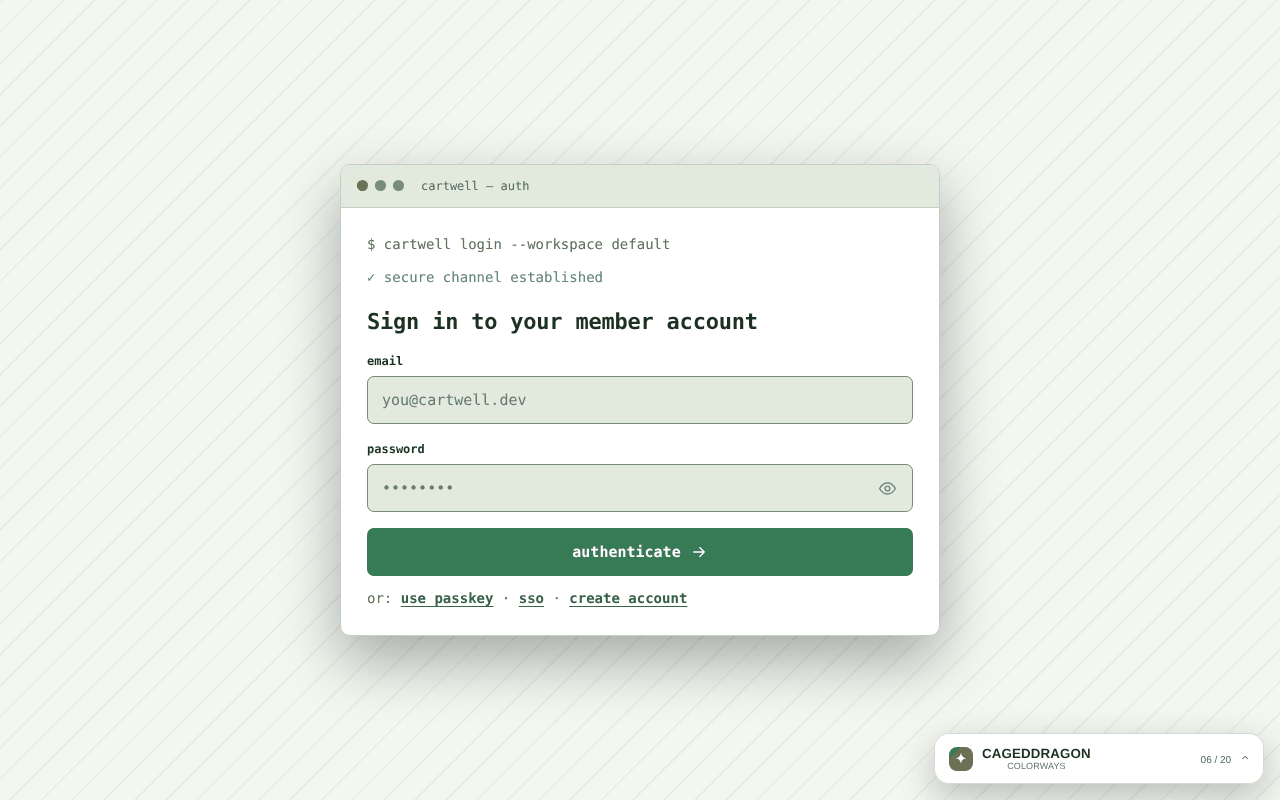 cartwell — auth
$ cartwell login --workspace default
✓ secure channel established
Sign in to your member account
email
you@cartwell.dev
password
••••••••
authenticate →
or: use passkey · sso · create account
CAGEDDRAGON
COLORWAYS
06 / 20